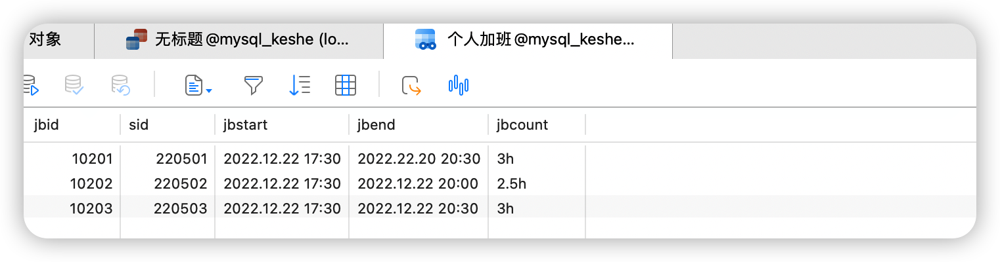 对象 无标题@mysql_keshe (lo... 个人加班@mysql_keshe...
jbid sid jbstart jbend jbcount
10201 220501 2022.12.22 17:30 2022.22.20 20:30 3h
10202 220502 2022.12.22 17:30 2022.12.22 20:00 2.5h
10203 220503 2022.12.22 17:30 2022.12.22 20:30 3h